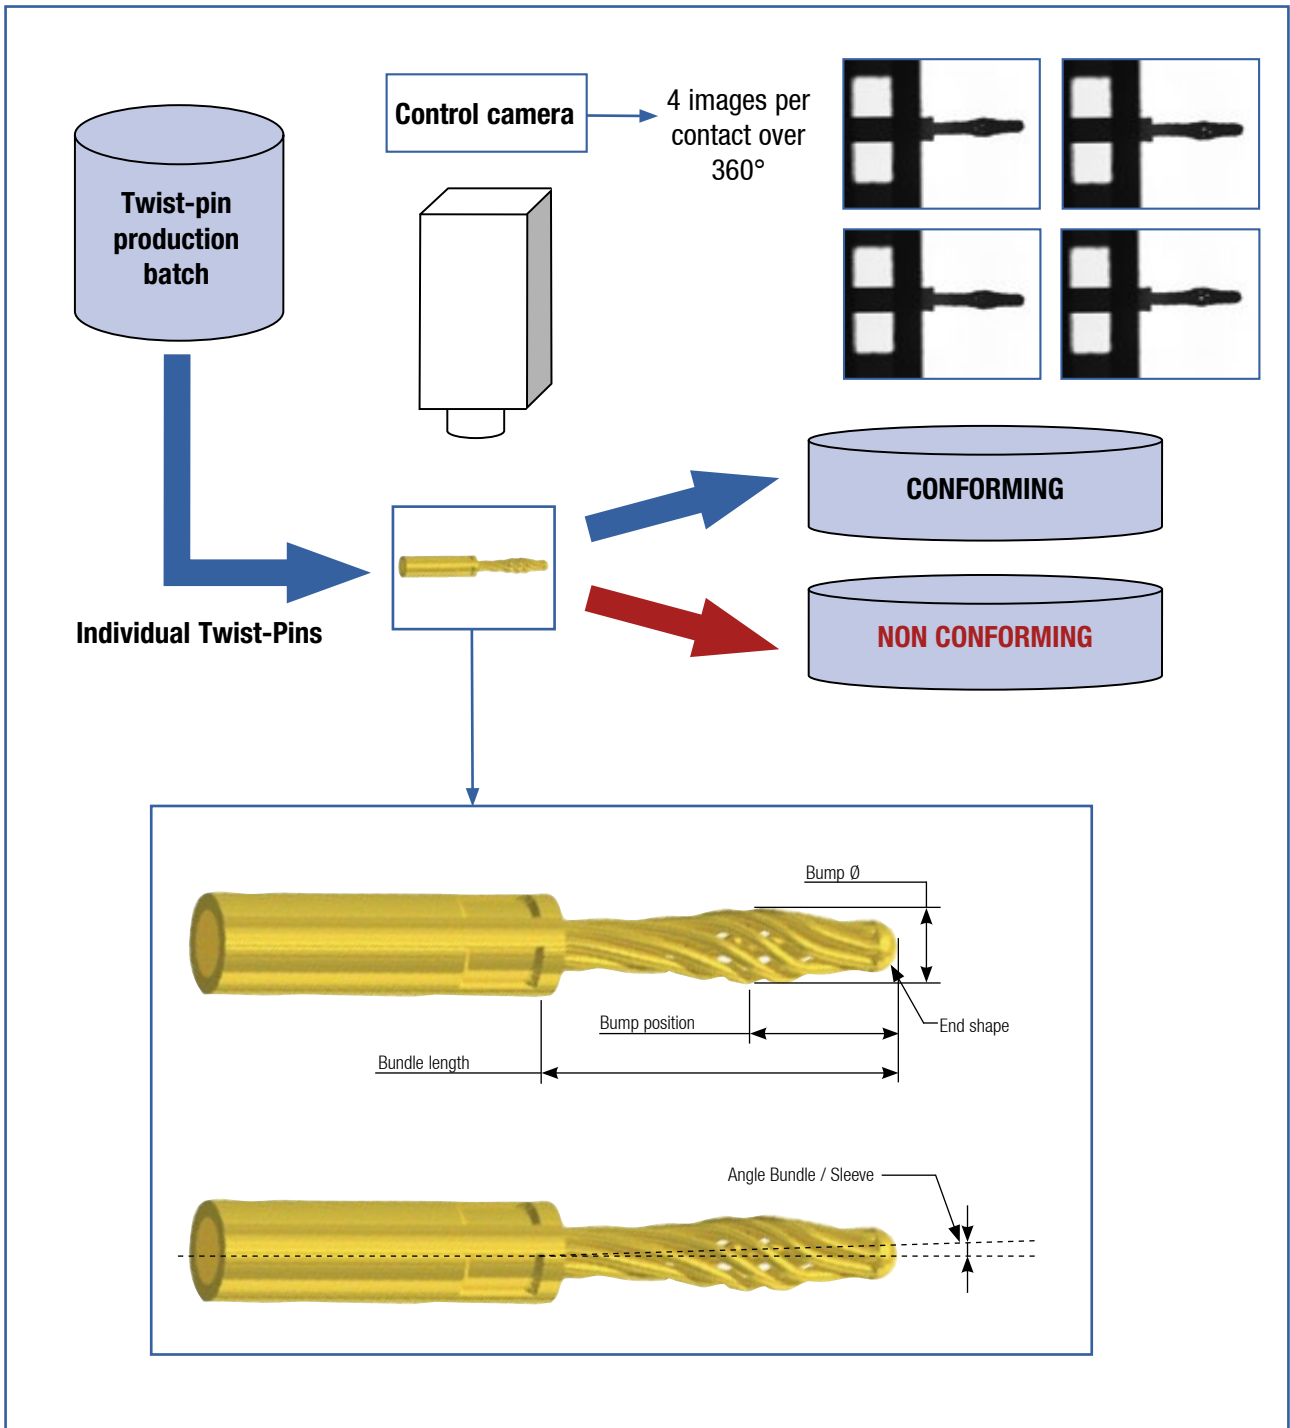 Control camera
4 images per
contact over
360°
Twist-pin
production
batch
CONFORMING
Individual Twist-Pins
NON CONFORMING
Bump Ø
Bump position
End shape
Bundle length
Angle Bundle / Sleeve